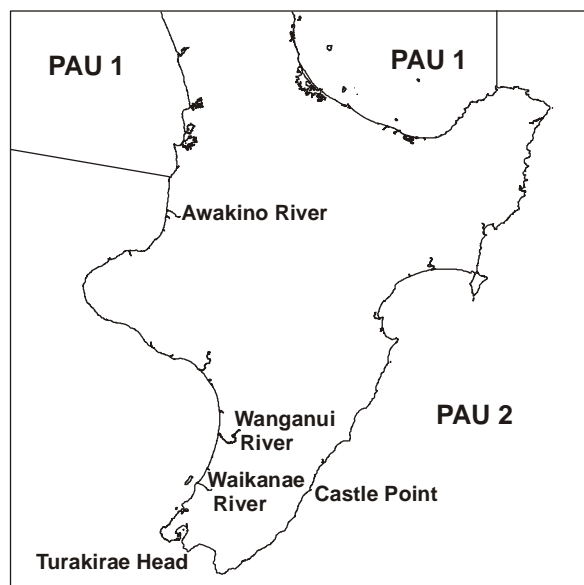 PAU 1
PAU 1
Awakino River
PAU 2
Wanganui
River
Waikanae
River
Castle Point
Turakirae Head